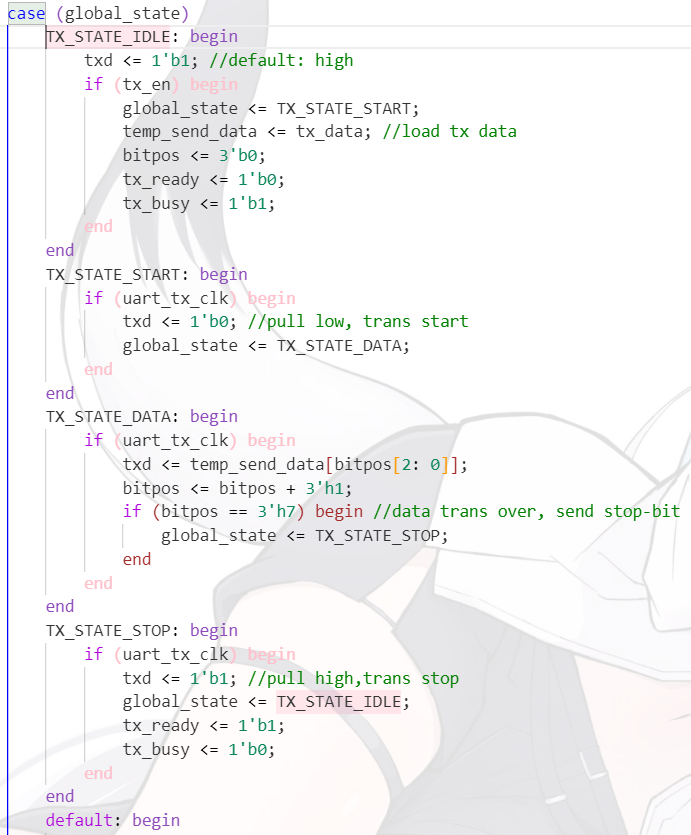 case (global_state)
    TX_STATE_IDLE: begin
        txd <= 1'b1; //default: high
        if (tx_en) begin
            global_state <= TX_STATE_START;
            temp_send_data <= tx_data; //load tx data
            bitpos <= 3'b0;
            tx_ready <= 1'b0;
            tx_busy <= 1'b1;
        end
    end
    TX_STATE_START: begin
        if (uart_tx_clk) begin
            txd <= 1'b0; //pull low, trans start
            global_state <= TX_STATE_DATA;
        end
    end
    TX_STATE_DATA: begin
        if (uart_tx_clk) begin
            txd <= temp_send_data[bitpos[2: 0]];
            bitpos <= bitpos + 3'h1;
            if (bitpos == 3'h7) begin //data trans over, send stop-bit
                global_state <= TX_STATE_STOP;
            end
        end
    end
    TX_STATE_STOP: begin
        if (uart_tx_clk) begin
            txd <= 1'b1; //pull high,trans stop
            global_state <= TX_STATE_IDLE;
            tx_ready <= 1'b1;
            tx_busy <= 1'b0;
        end
    end
    default: begin